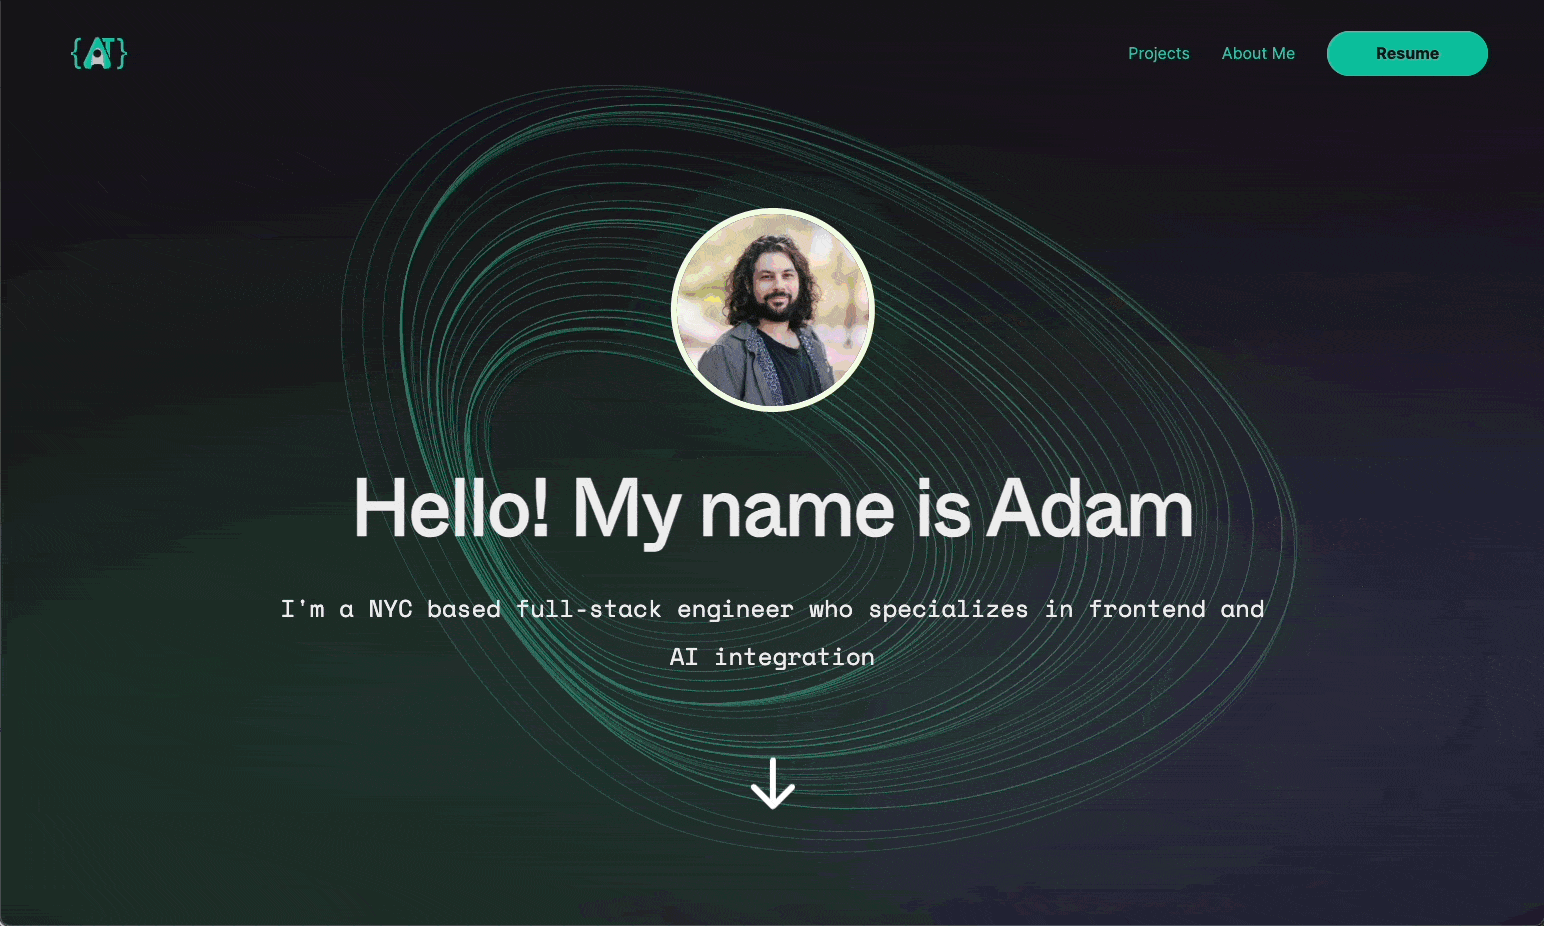 {AT}
Projects
About Me
Resume
Hello! My name is Adam
I'm a NYC based full-stack engineer who specializes in frontend and
AI integration